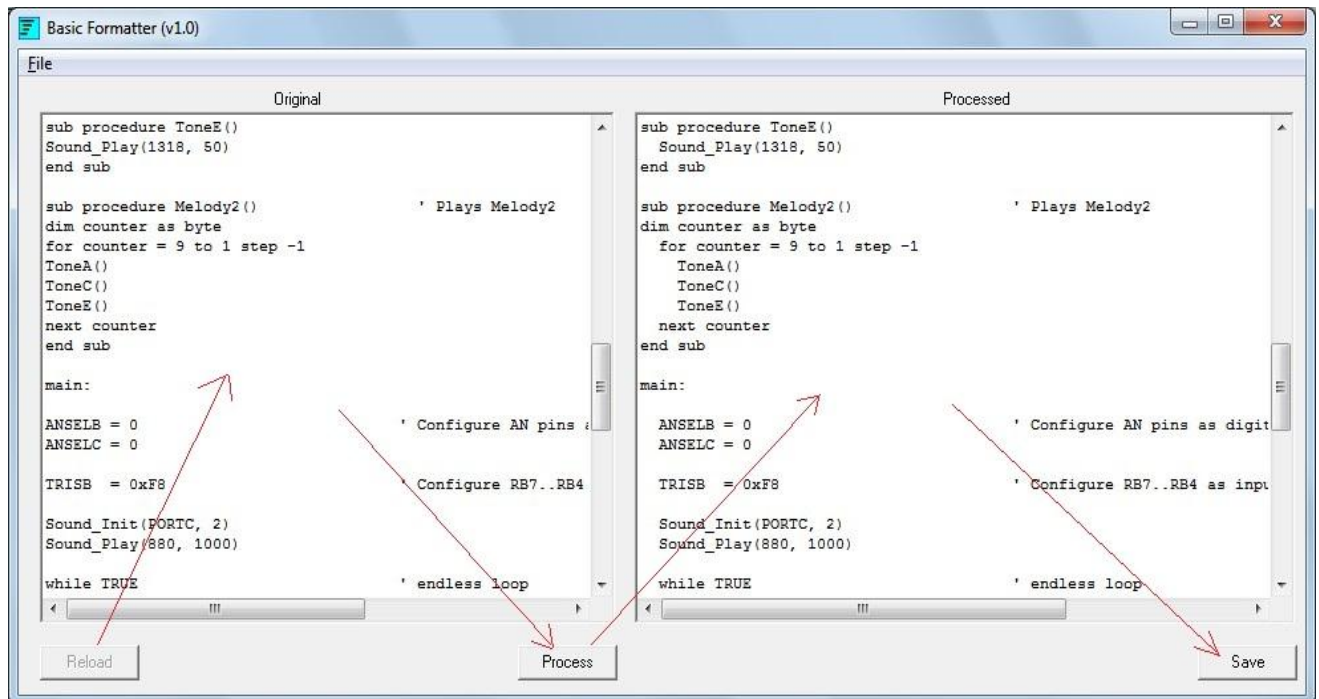 Basic Formatter (v1.0)
File
Original
sub procedure ToneE()
Sound_Play(1318, 50)
end sub
sub procedure Melody2() ' Plays Melody2
dim counter as byte
for counter = 9 to 1 step -1
ToneA()
ToneC()
ToneE()
next counter
end sub
main:
ANSELB = 0 ' Configure AN pins
ANSELC = 0
TRISB = 0xF8 ' Configure RB7..RB4
Sound_Init(PORTC, 2)
Sound_Play(880, 1000)
while TRUE ' endless loop
Reload
Process
Processed
sub procedure ToneE()
Sound_Play(1318, 50)
end sub
sub procedure Melody2() ' Plays Melody2
dim counter as byte
for counter = 9 to 1 step -1
ToneA()
ToneC()
ToneE()
next counter
end sub
main:
ANSELB = 0 ' Configure AN pins as digit
ANSELC = 0
TRISB = 0xF8 ' Configure RB7..RB4 as inpu
Sound_Init(PORTC, 2)
Sound_Play(880, 1000)
while TRUE ' endless loop
Save